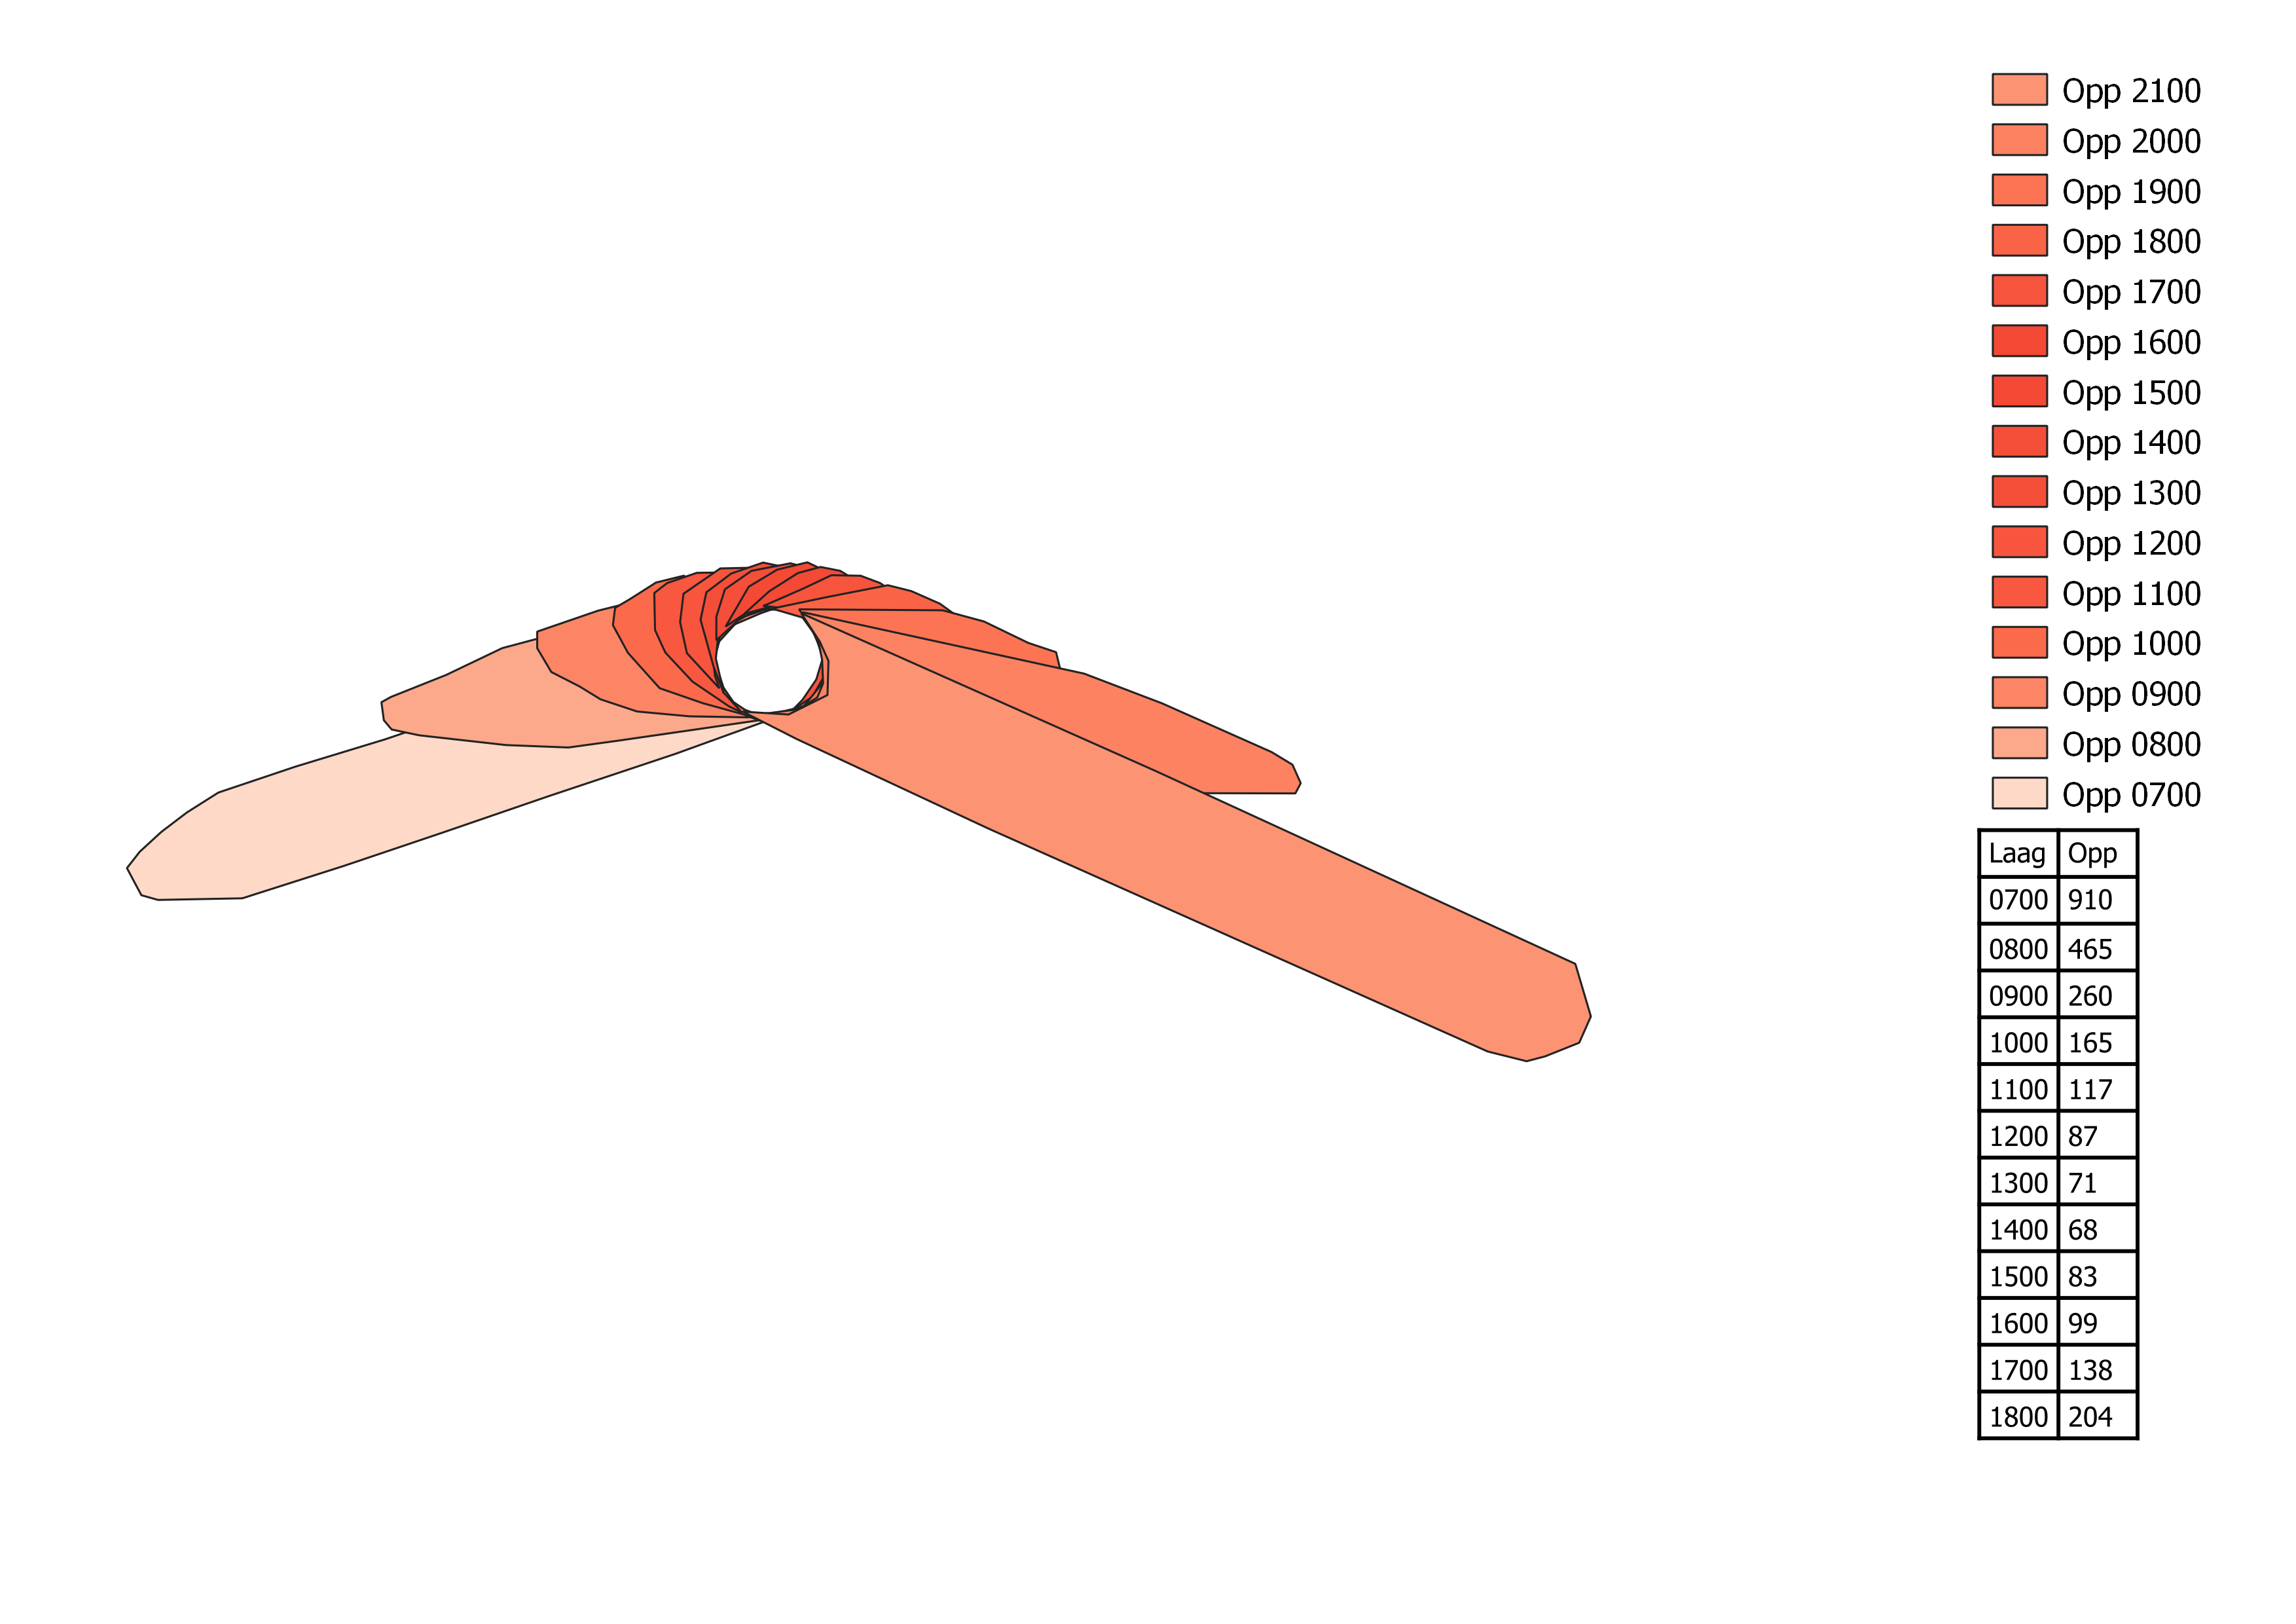 Opp 2100
Opp 2000
Opp 1900
Opp 1800
Opp 1700
Opp 1600
Opp 1500
Opp 1400
Opp 1300
Opp 1200
Opp 1100
Opp 1000
Opp 0900
Opp 0800
Opp 0700
Laag Opp
0700 910
0800 465
0900 260
1000 165
1100 117
1200 87
1300 71
1400 68
1500 83
1600 99
1700 138
1800 204